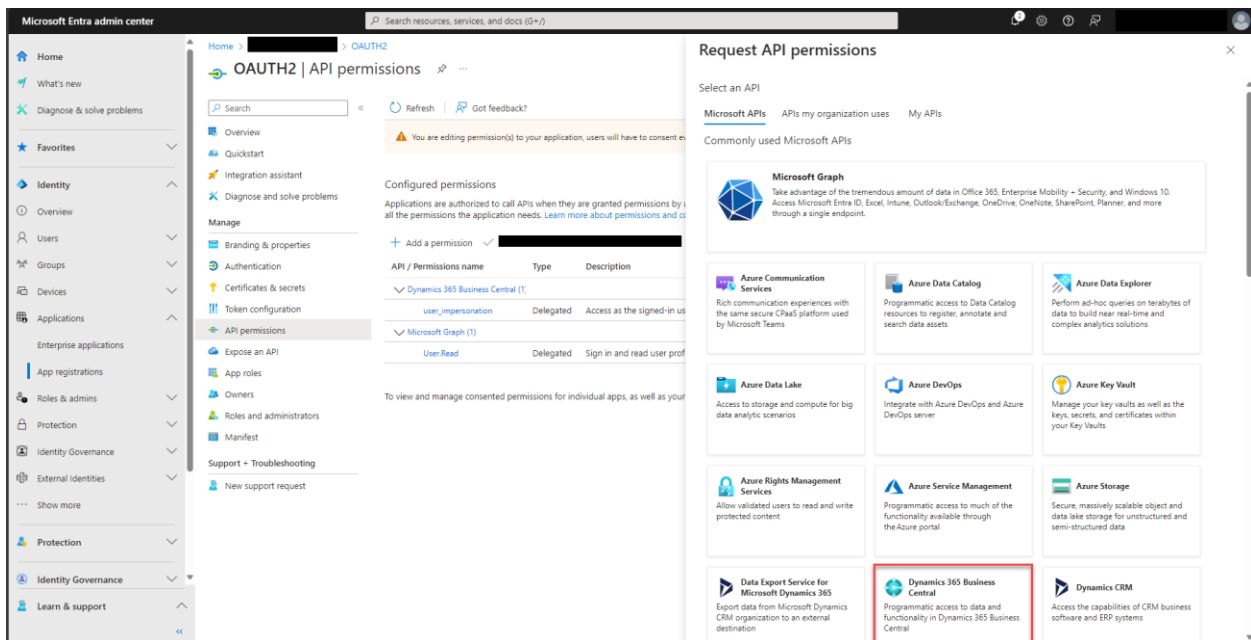 Microsoft Entra admin center
Search resources, services, and docs (G+/)
Home
What's new
Diagnose & solve problems
Favorites
Identity
Overview
Users
Groups
Devices
Applications
Enterprise applications
App registrations
Roles & admins
Protection
Identity Governance
External Identities
Show more
Protection
Identity Governance
Learn & support
Home > > OAUTH2
OAUTH2 | API permissions
Search
Overview
Quickstart
Integration assistant
Diagnose and solve problems
Manage
Branding & properties
Authentication
Certificates & secrets
Token configuration
API permissions
Expose an API
App roles
Owners
Roles and administrators
Manifest
Support + Troubleshooting
New support request
Refresh Got feedback?
You are editing permission(s) to your application, users will have to consent ev
Configured permissions
Applications are authorized to call APIs when they are granted permissions by
all the permissions the application needs. Learn more about permissions and co
Add a permission
API / Permissions name Type Description
Dynamics 365 Business Central (1)
user_impersonation Delegated Access as the signed-in us
Microsoft Graph (1)
User.Read Delegated Sign in and read user prof
To view and manage consented permissions for individual apps, as well as your
Request API permissions
Select an API
Microsoft APIs APIs my organization uses My APIs
Commonly used Microsoft APIs
Microsoft Graph
Take advantage of the tremendous amount of data in Office 365, Enterprise Mobility + Security, and Windows 10.
Access Microsoft Entra ID, Excel, Intune, Outlook/Exchange, OneDrive, OneNote, SharePoint, Planner, and more
through a single endpoint.
Azure Communication
Services
Rich communication experiences with
the same secure CPaaS platform used
by Microsoft Teams
Azure Data Catalog
Programmatic access to Data Catalog
resources to register, annotate and
search data assets
Azure Data Explorer
Perform ad-hoc queries on terabytes of
data to build near real-time and
complex analytics solutions
Azure Data Lake
Access to storage and compute for big
data analytic scenarios
Azure DevOps
Integrate with Azure DevOps and Azure
DevOps server
Azure Key Vault
Manage your key vaults as well as the
keys, secrets, and certificates within
your Key Vaults
Azure Rights Management
Services
Allow validated users to read and write
protected content
Azure Service Management
Programmatic access to much of the
functionality available through
the Azure portal
Azure Storage
Secure, massively scalable object and
data lake storage for unstructured and
semi-structured data
Data Export Service for
Microsoft Dynamics 365
Export data from Microsoft Dynamics
CRM organization to an external
destination
Dynamics 365 Business
Central
Programmatic access to data and
functionality in Dynamics 365 Business
Central
Dynamics CRM
Access the capabilities of CRM business
software and ERP systems